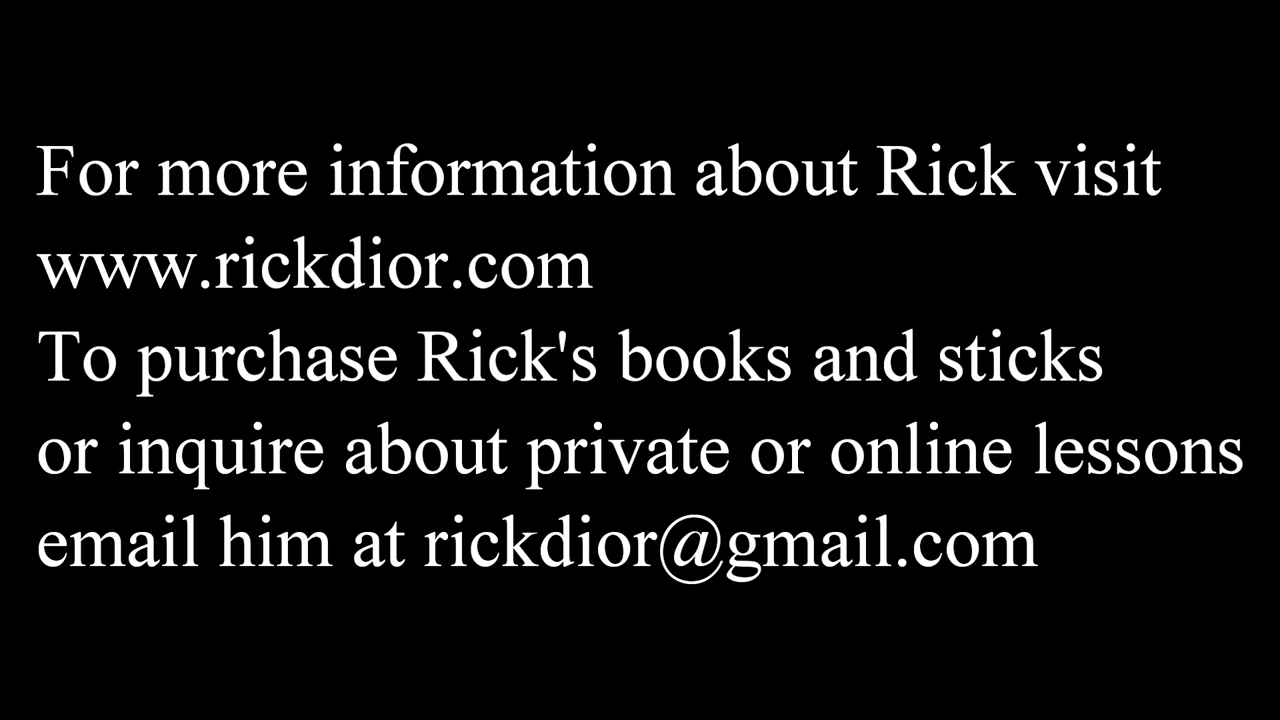 For more information about Rick visit
www.rickdior.com
To purchase Rick's books and sticks
or inquire about private or online lessons
email him at rickdior@gmail.com